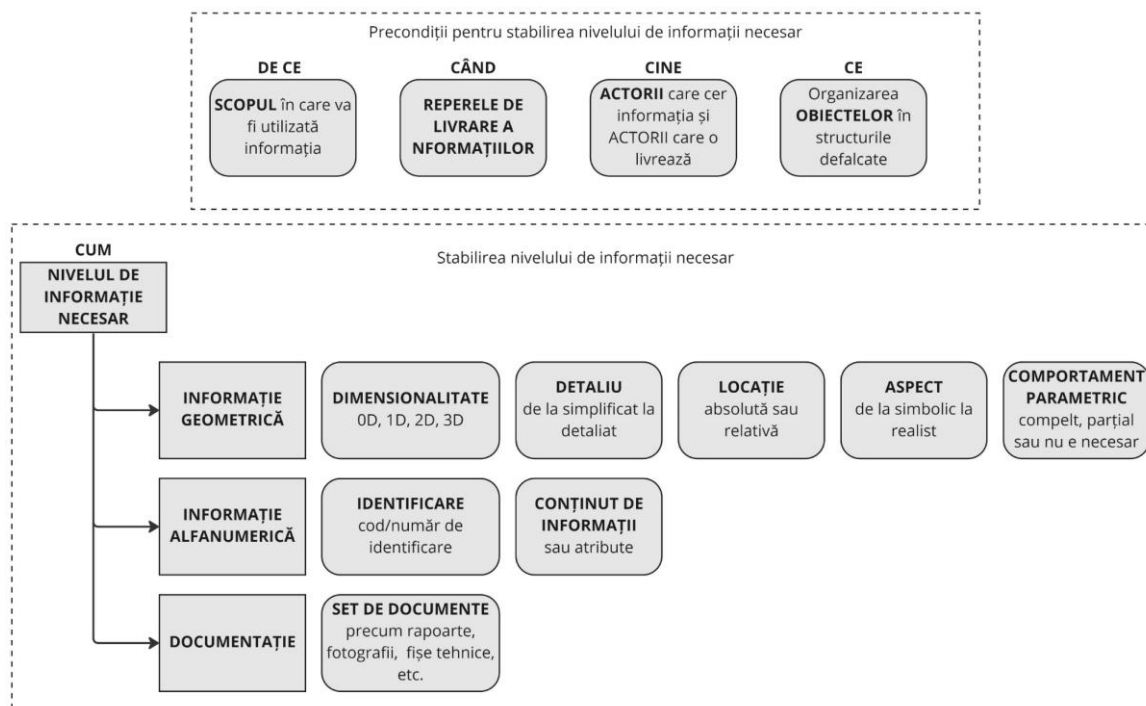 Precondiții pentru stabilirea nivelului de informații necesar
DE CE
SCOPUL în care va
fi utilizată
informația
CÂND
REPERELE DE
LIVRARE A
NFORMAȚIILOR
CINE
ACTORII care cer
informația și
ACTORII care o
livrează
CE
Organizarea
OBIECTELOR în
structurile
defalcate
CUM
Stabilirea nivelului de informații necesar
NIVELUL DE
INFORMAȚIE
NECESAR
INFORMAȚIE
GEOMETRICĂ
DIMENSIONALITATE
0D, 1D, 2D, 3D
DETALIU
de la simplificat la
detaliat
LOCAȚIE
absolută sau
relativă
ASPECT
de la simbolic la
realist
COMPORTAMENT
PARAMETRIC
compelt, parțial
sau nu e necesar
INFORMAȚIE
ALFANUMERICĂ
IDENTIFICARE
cod/număr de
identificare
CONȚINUT DE
INFORMAȚII
sau atribute
DOCUMENTAȚIE
SET DE DOCUMENTE
precum rapoarte,
fotografii, fișe tehnice,
etc.